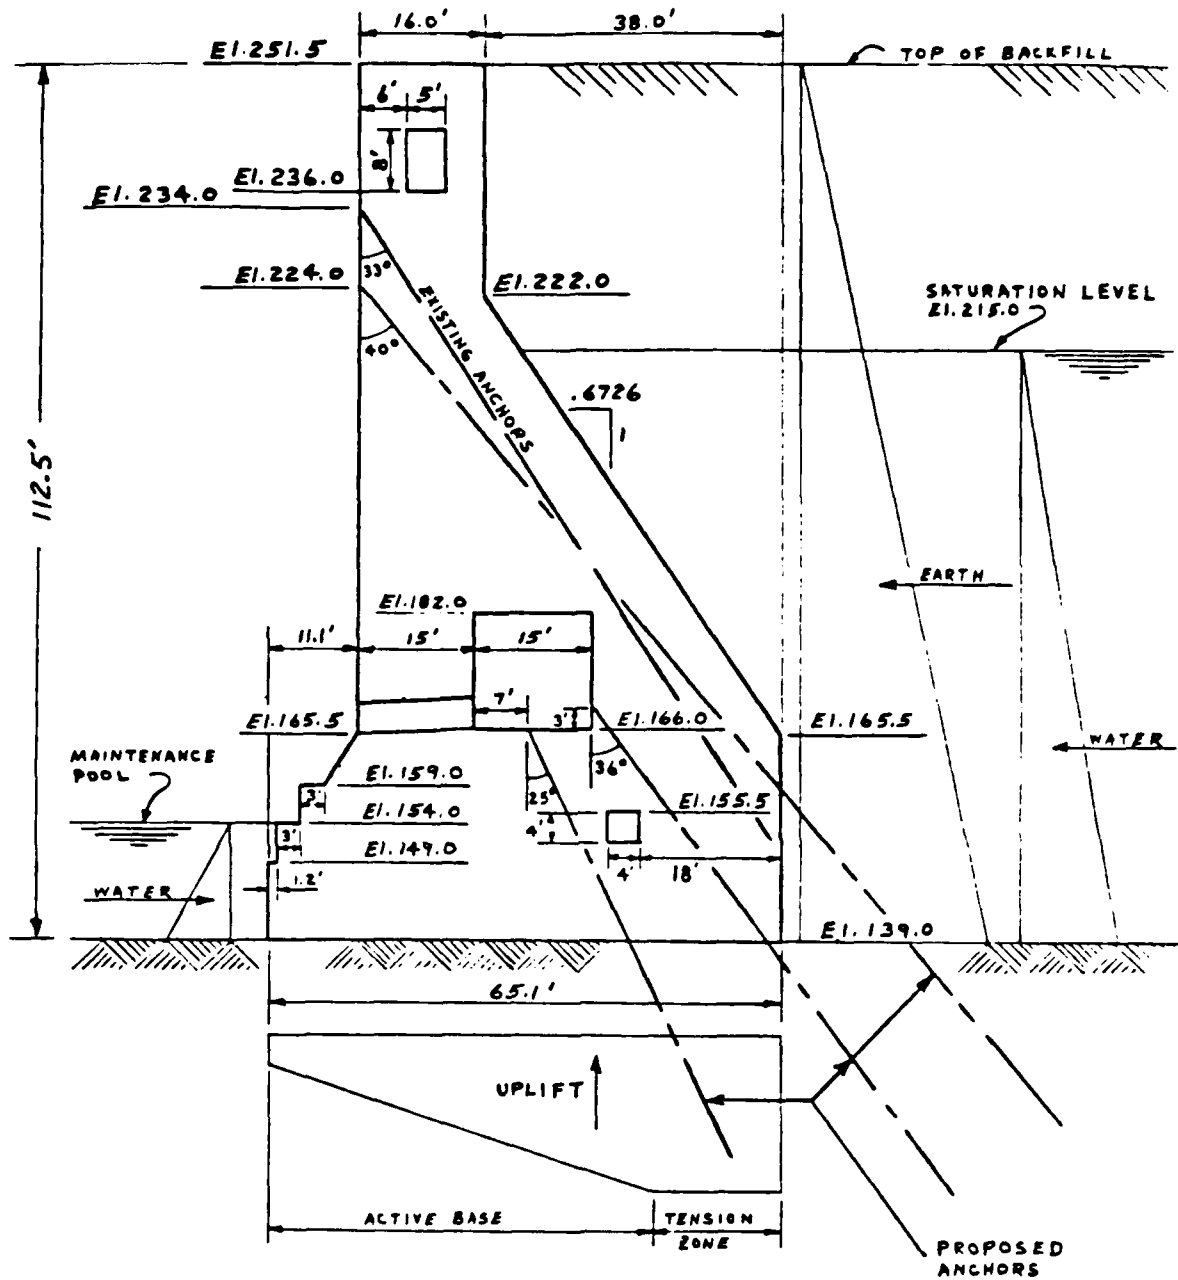 16.0'
38.0'
El.251.5
TOP OF BACKFILL
6'
5'
8'
El.236.0
El.234.0
33°
El.224.0
El.222.0
SATURATION LEVEL
El.215.0
40°
EXISTING ANCHORS
.6726
1
112.5'
EARTH
El.182.0
11.1'
15'
15'
7'
3'
El.165.5
El.166.0
El.165.5
WATER
MAINTENANCE
POOL
36°
El.159.0
25°
3'
El.155.5
El.154.0
4'
3'
El.149.0
4'
18'
1.2'
WATER
El.139.0
65.1'
UPLIFT
ACTIVE BASE
TENSION
ZONE
PROPOSED
ANCHORS